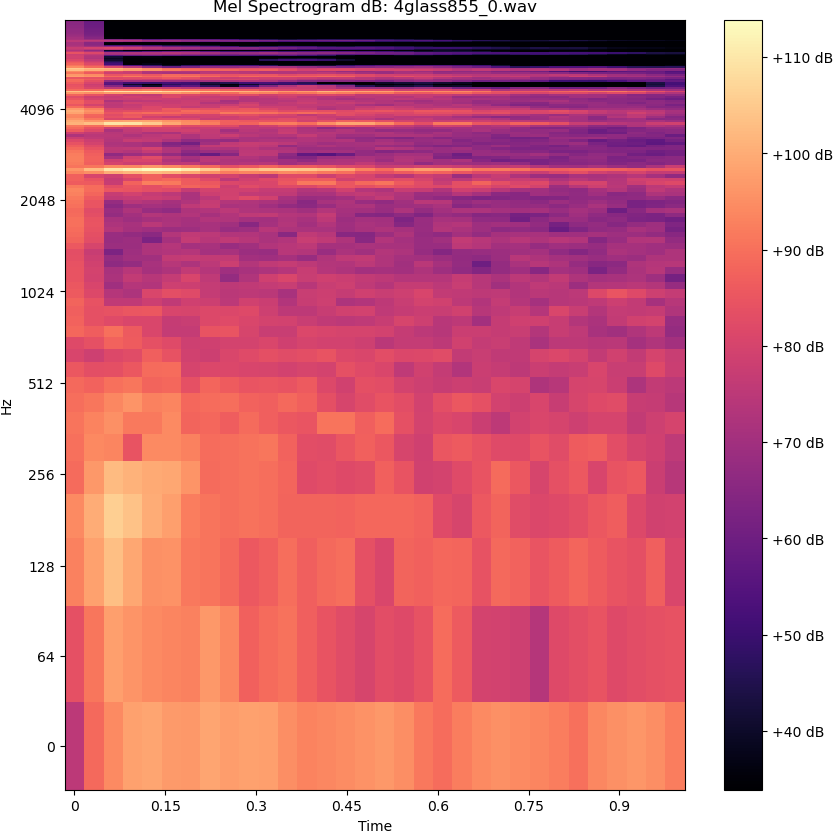 Mel Spectrogram dB: 4glass855_0.wav
+110 dB
4096
+100 dB
2048
+90 dB
1024
+80 dB
512
Hz
+70 dB
256
+60 dB
128
+50 dB
64
+40 dB
0
0 0.15 0.3 0.45 0.6 0.75 0.9
Time